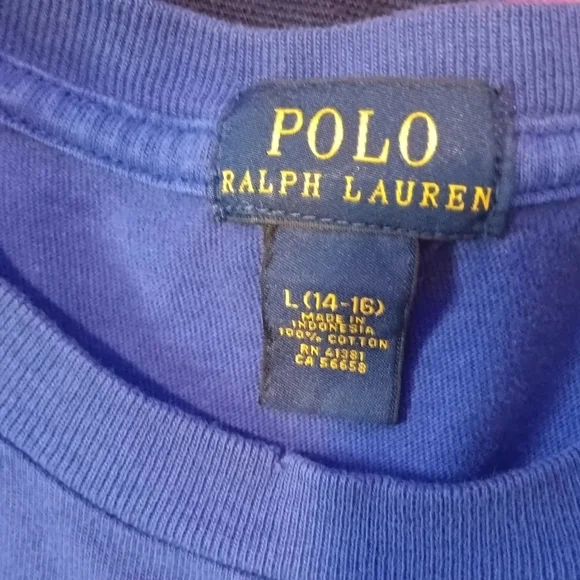 POLO
RALPH LAUREN
L (14-16)
MADE IN
INDONESIA
100% COTTON
RN 41381
CA 56658